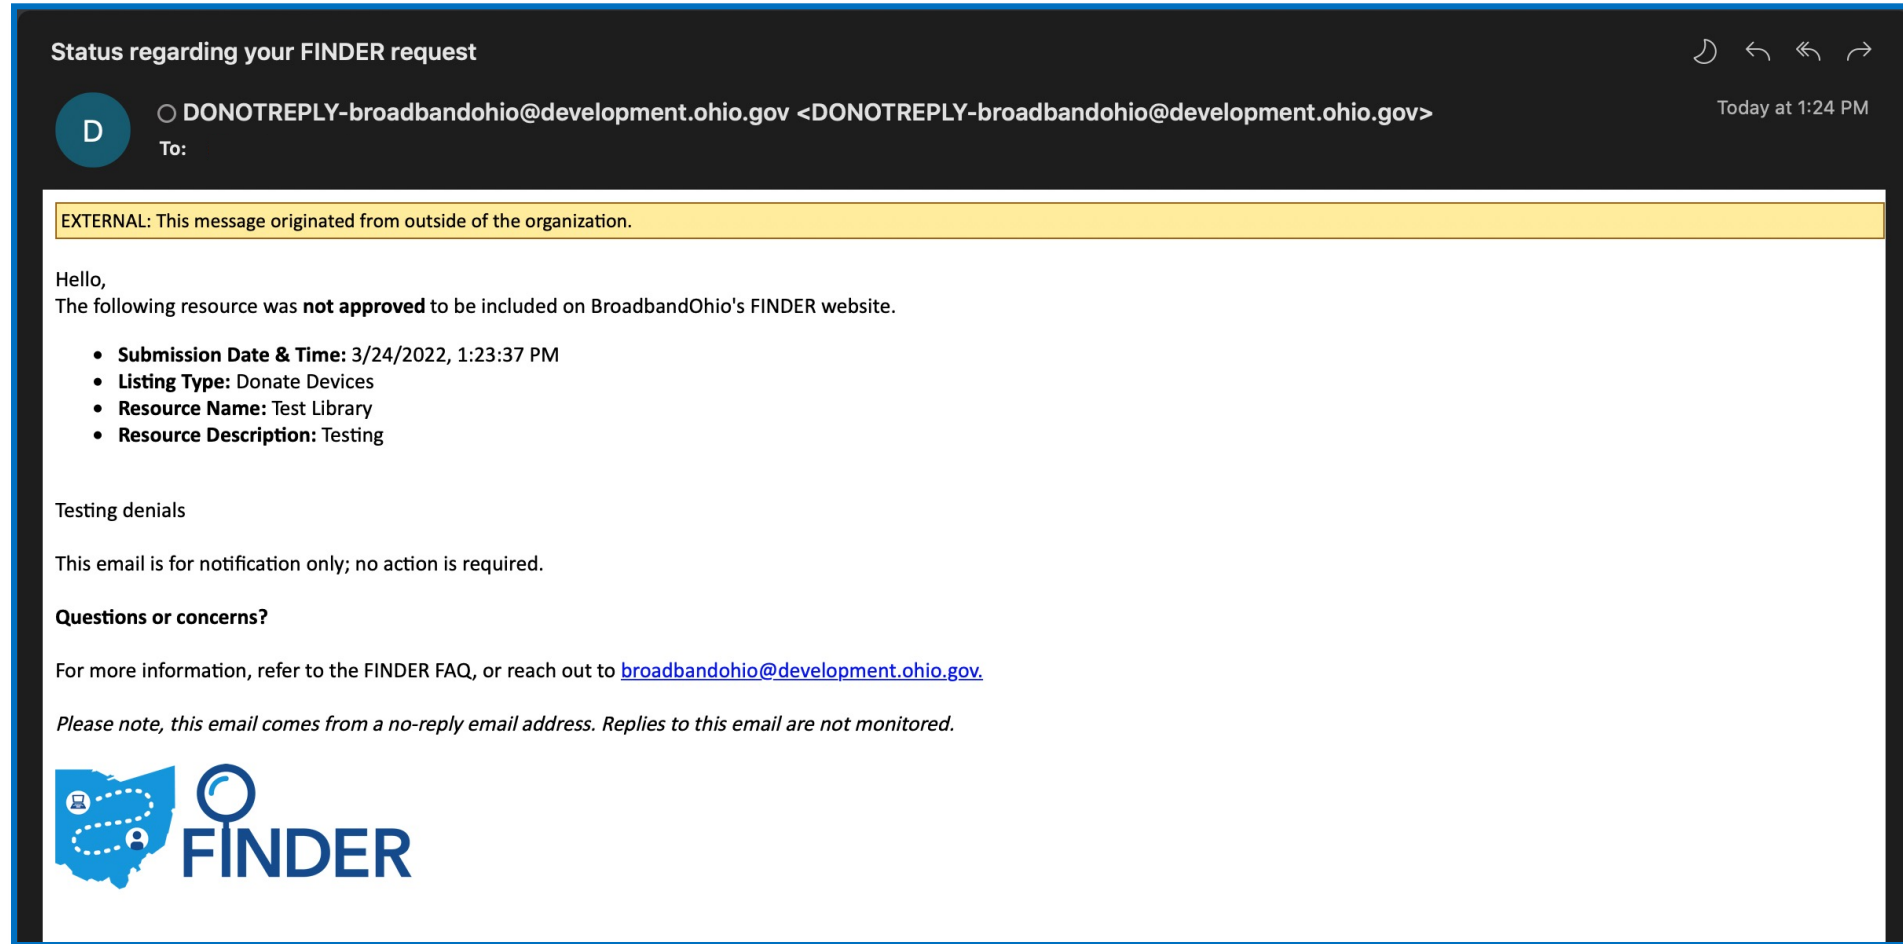 Status regarding your FINDER request
D
DONOTREPLY-broadbandohio@development.ohio.gov <DONOTREPLY-broadbandohio@development.ohio.gov>
Today at 1:24 PM
To:
EXTERNAL: This message originated from outside of the organization.
Hello,
The following resource was not approved to be included on BroadbandOhio's FINDER website.
• Submission Date & Time: 3/24/2022, 1:23:37 PM
• Listing Type: Donate Devices
• Resource Name: Test Library
• Resource Description: Testing
Testing denials
This email is for notification only; no action is required.
Questions or concerns?
For more information, refer to the FINDER FAQ, or reach out to broadbandohio@development.ohio.gov.
Please note, this email comes from a no-reply email address. Replies to this email are not monitored.
FINDER